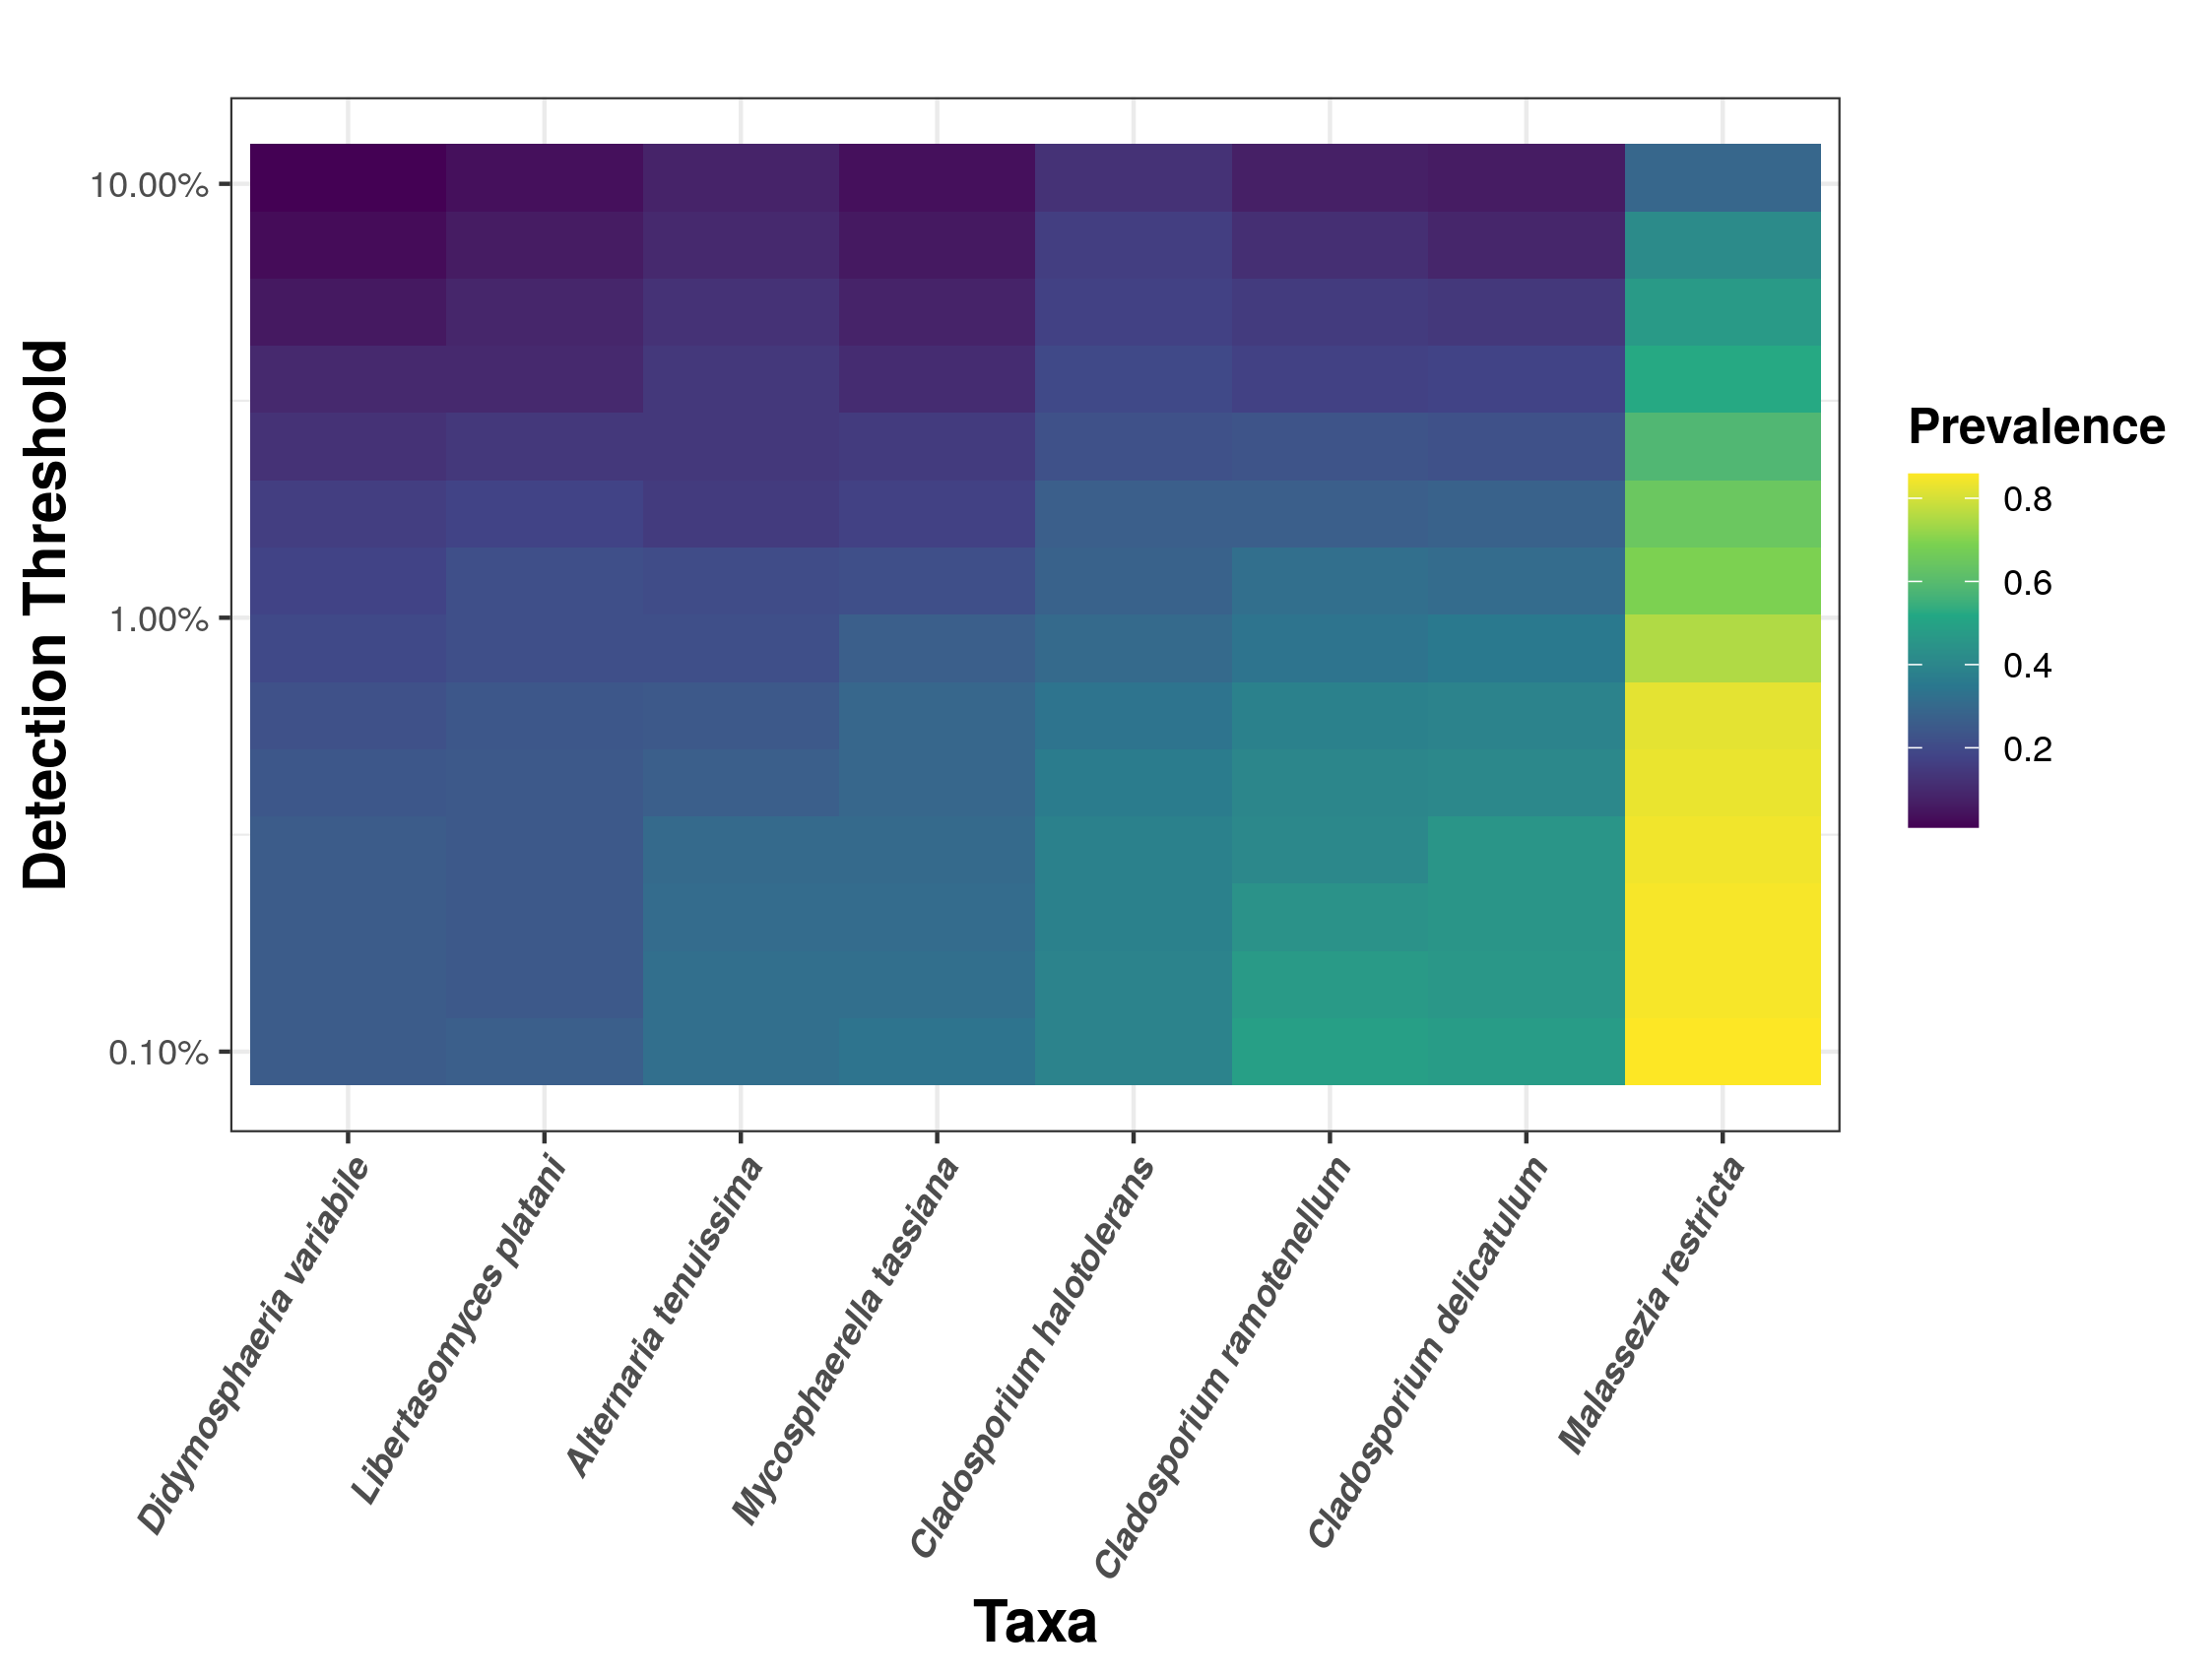 Detection Threshold
10.00%
1.00%
0.10%
Prevalence
0.8
0.6
0.4
0.2
Didymosphaeria variabile
Libertasomyces platani
Alternaria tenuissima
Mycosphaerella tassiana
Cladosporium halotolerans
Cladosporium ramotenellum
Cladosporium delicatulum
Malassezia restricta
Taxa